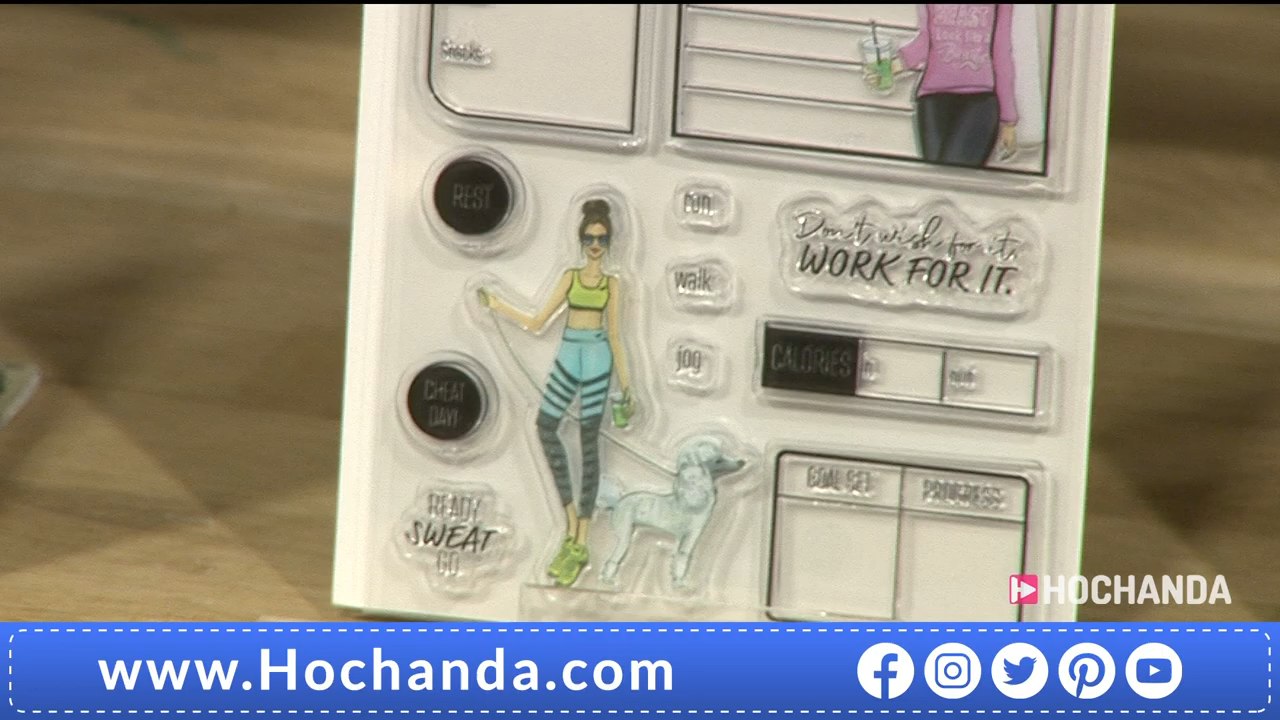 Snacks:
REST
run
walk
jog
Don't wish for it,
WORK FOR IT.
CALORIES in out
CHEAT
DAY!
READY
SWEAT
GO
GOAL SET PROGRESS
HOCHANDA
www.Hochanda.com